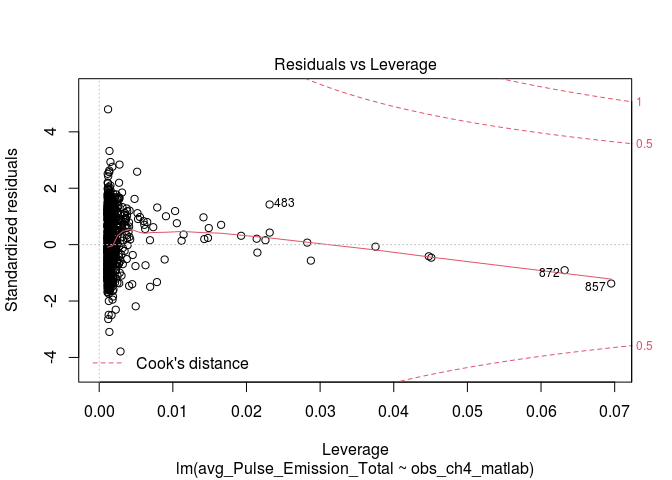 Residuals vs Leverage
Standardized residuals
4
2
0
-2
-4
1
0.5
0.5
483
872
857
Cook's distance
0.00 0.01 0.02 0.03 0.04 0.05 0.06 0.07
Leverage
lm(avg_Pulse_Emission_Total ~ obs_ch4_matlab)